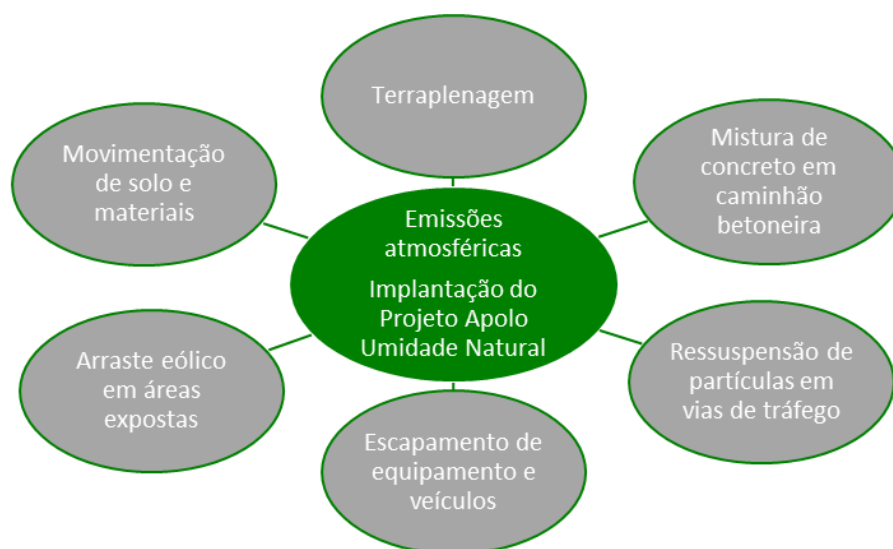 Terraplenagem
Movimentação
de solo e
materiais
Mistura de
concreto em
caminhão
betoneira
Emissões
atmosféricas
Implantação do
Projeto Apolo
Umidade Natural
Arraste eólico
em áreas
expostas
Ressuspensão de
partículas em
vias de tráfego
Escapamento de
equipamento e
veículos